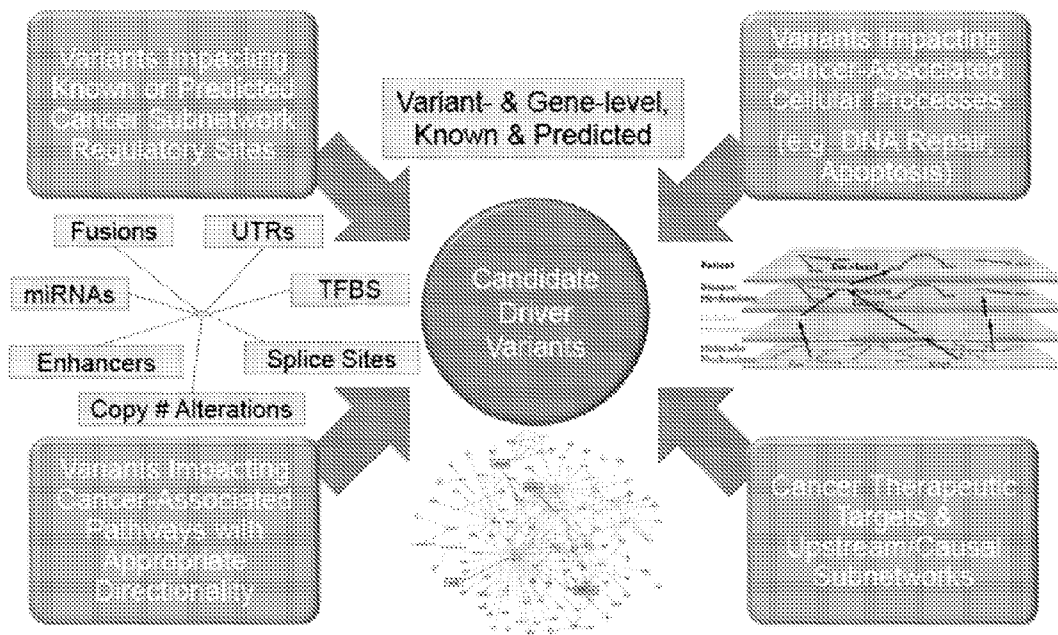 Variants Impacting
Known or Predicted
Cancer Subnetwork
Regulatory Sites
Variant- & Gene-level,
Known & Predicted
Variants Impacting
Cancer-Associated
Cellular Processes
(e.g. DNA Repair,
Apoptosis)
Fusions
UTRs
miRNAs
TFBS
Enhancers
Splice Sites
Copy # Alterations
Candidate
Driver
Variants
Variants Impacting
Cancer-Associated
Pathways with
Appropriate
Directionality
Cancer Therapeutic
Targets &
Upstream Causal
Subnetworks